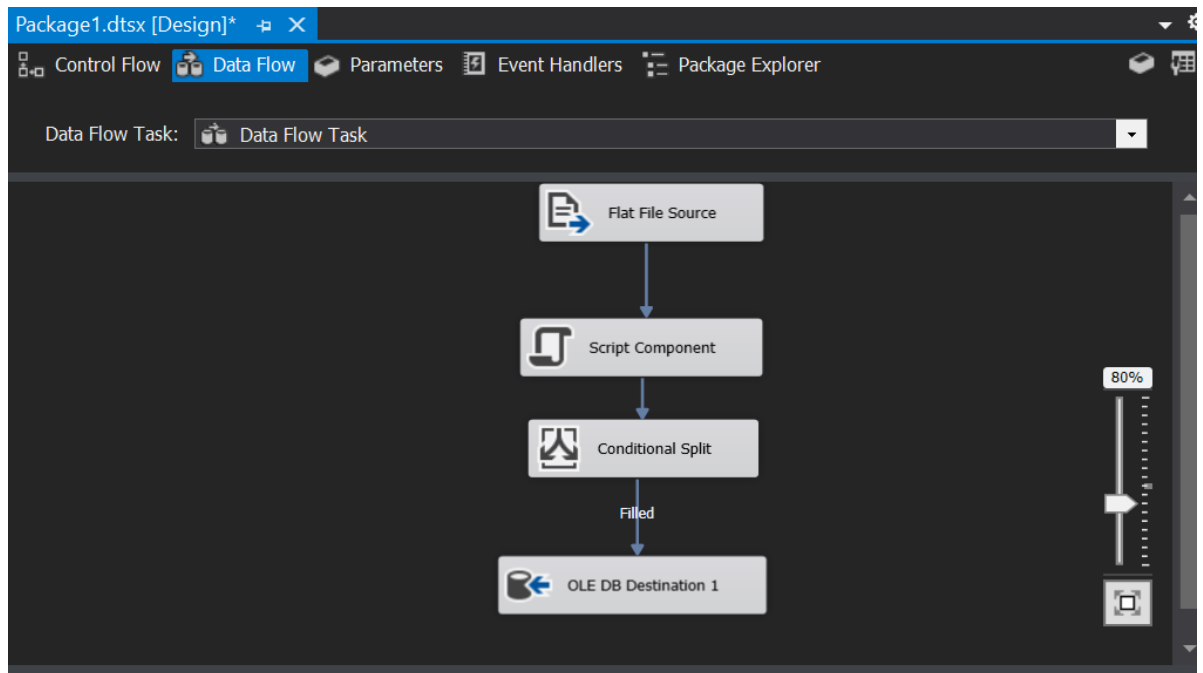 Package1.dtsx [Design]*
Control Flow Data Flow Parameters Event Handlers Package Explorer
Data Flow Task: Data Flow Task
Flat File Source
Script Component
80%
Conditional Split
Filled
OLE DB Destination 1